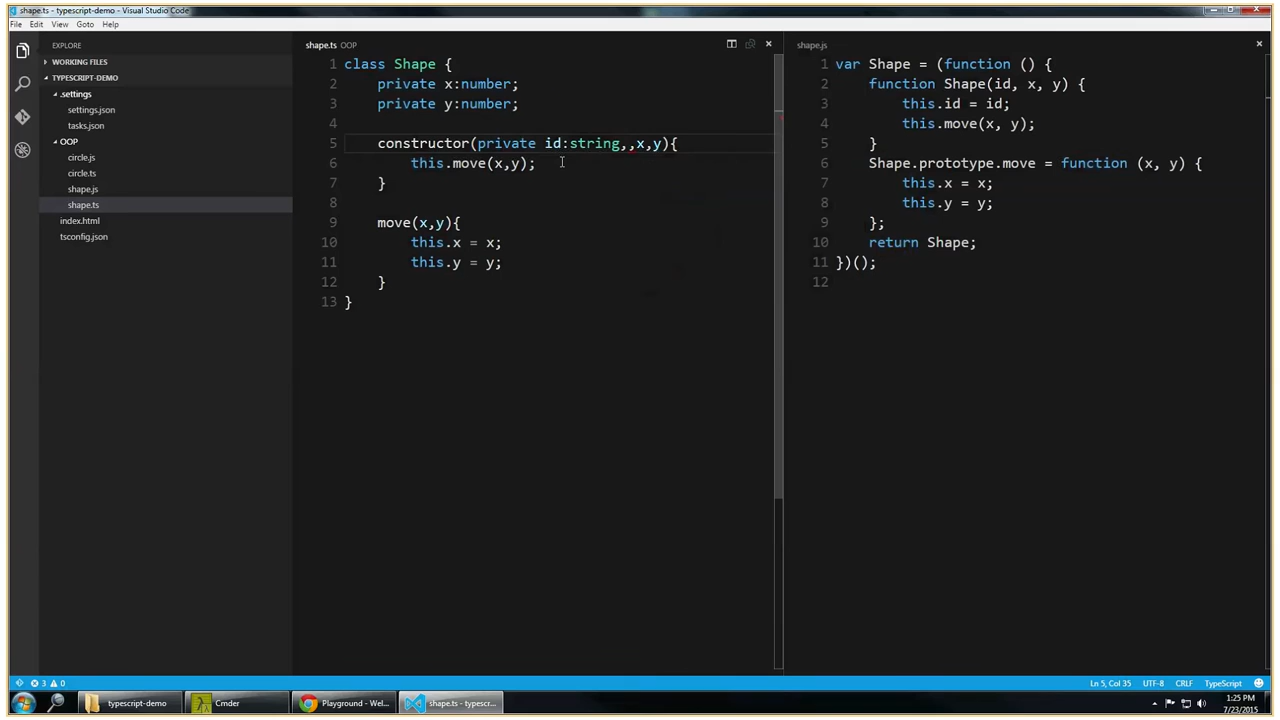 shape.ts - typescript-demo - Visual Studio Code
File Edit View Goto Help
EXPLORE
WORKING FILES
TYPESCRIPT-DEMO
.settings
settings.json
tasks.json
OOP
circle.js
circle.ts
shape.js
shape.ts
index.html
tsconfig.json
shape.ts OOP
1 class Shape {
2 private x:number;
3 private y:number;
4
5 constructor(private id:string,,x,y){
6 this.move(x,y);
7 }
8
9 move(x,y){
10 this.x = x;
11 this.y = y;
12 }
13 }
shape.js
1 var Shape = (function () {
2 function Shape(id, x, y) {
3 this.id = id;
4 this.move(x, y);
5 }
6 Shape.prototype.move = function (x, y) {
7 this.x = x;
8 this.y = y;
9 };
10 return Shape;
11 })();
12
3 0 Ln 5, Col 35 UTF-8 CRLF TypeScript
typescript-demo Cmder Playground - Wel... shape.ts - typescr...
1:25 PM
7/23/2015